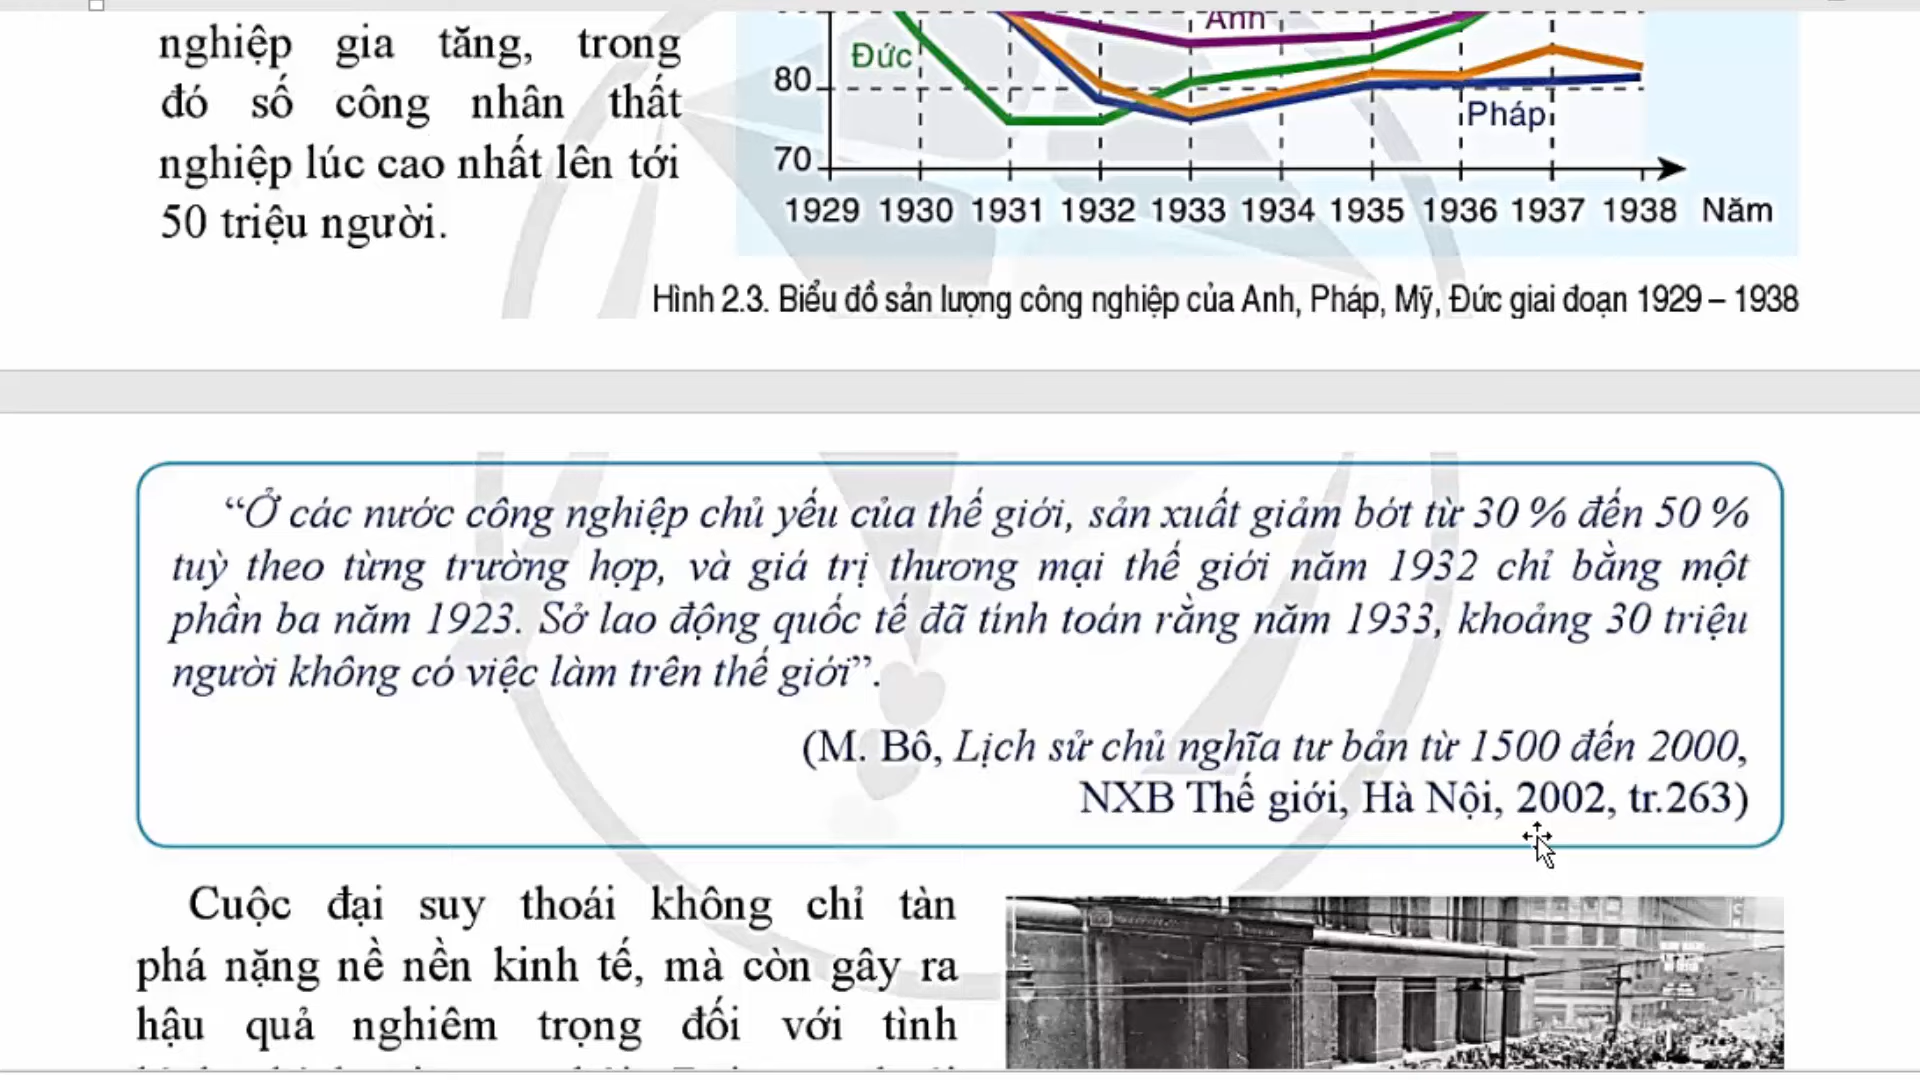 nghiệp gia tăng, trong
đó số công nhân thất
nghiệp lúc cao nhất lên tới
50 triệu người.
Anh
Đức
80
Pháp
70
1929 1930 1931 1932 1933 1934 1935 1936 1937 1938 Năm
Hình 2.3. Biểu đồ sản lượng công nghiệp của Anh, Pháp, Mỹ, Đức giai đoạn 1929 – 1938
“Ở các nước công nghiệp chủ yếu của thế giới, sản xuất giảm bớt từ 30 % đến 50 %
tuỳ theo từng trường hợp, và giá trị thương mại thế giới năm 1932 chỉ bằng một
phần ba năm 1923. Sở lao động quốc tế đã tính toán rằng năm 1933, khoảng 30 triệu
người không có việc làm trên thế giới”.
(M. Bô, Lịch sử chủ nghĩa tư bản từ 1500 đến 2000,
NXB Thế giới, Hà Nội, 2002, tr.263)
Cuộc đại suy thoái không chỉ tàn
phá nặng nề nền kinh tế, mà còn gây ra
hậu quả nghiêm trọng đối với tình